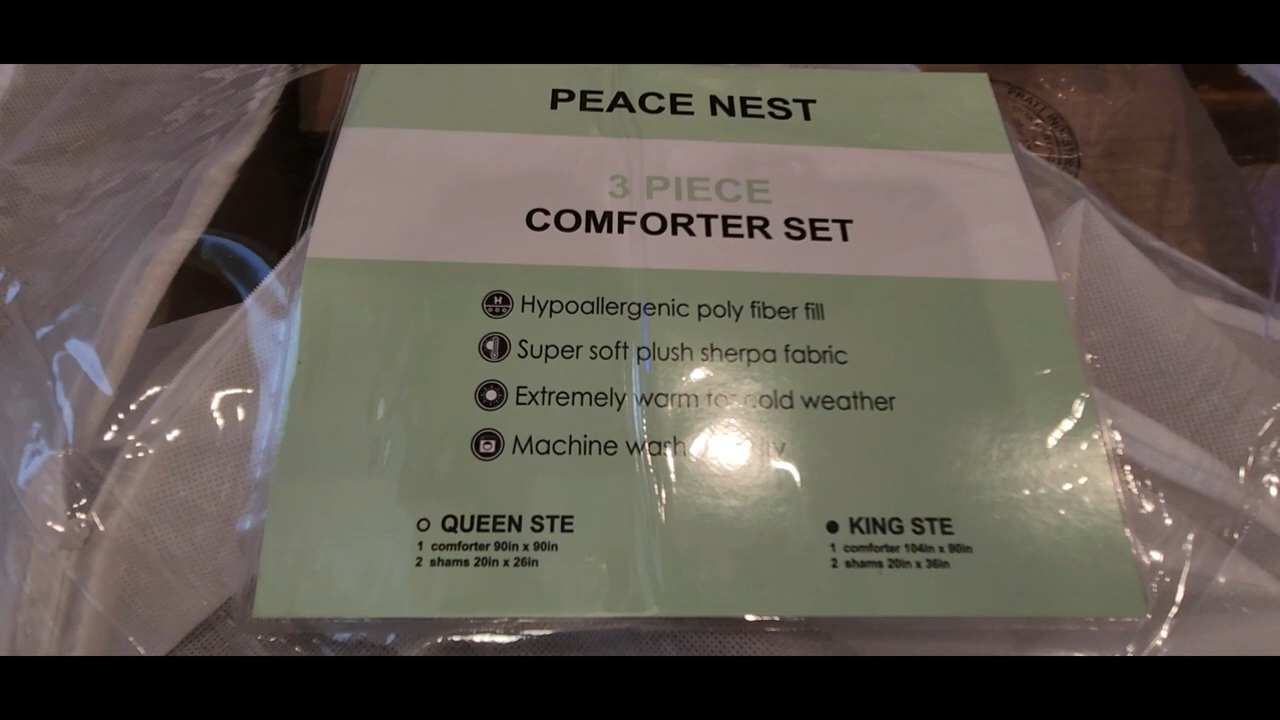 PEACE NEST
3 PIECE
COMFORTER SET
Hypoallergenic poly fiber fill
Super soft plush sherpa fabric
Extremely warm for cold weather
Machine wash
QUEEN STE
1 comforter 90in x 90in
2 shams 20in x 26in
KING STE
1 comforter 104in x 90in
2 shams 20in x 36in